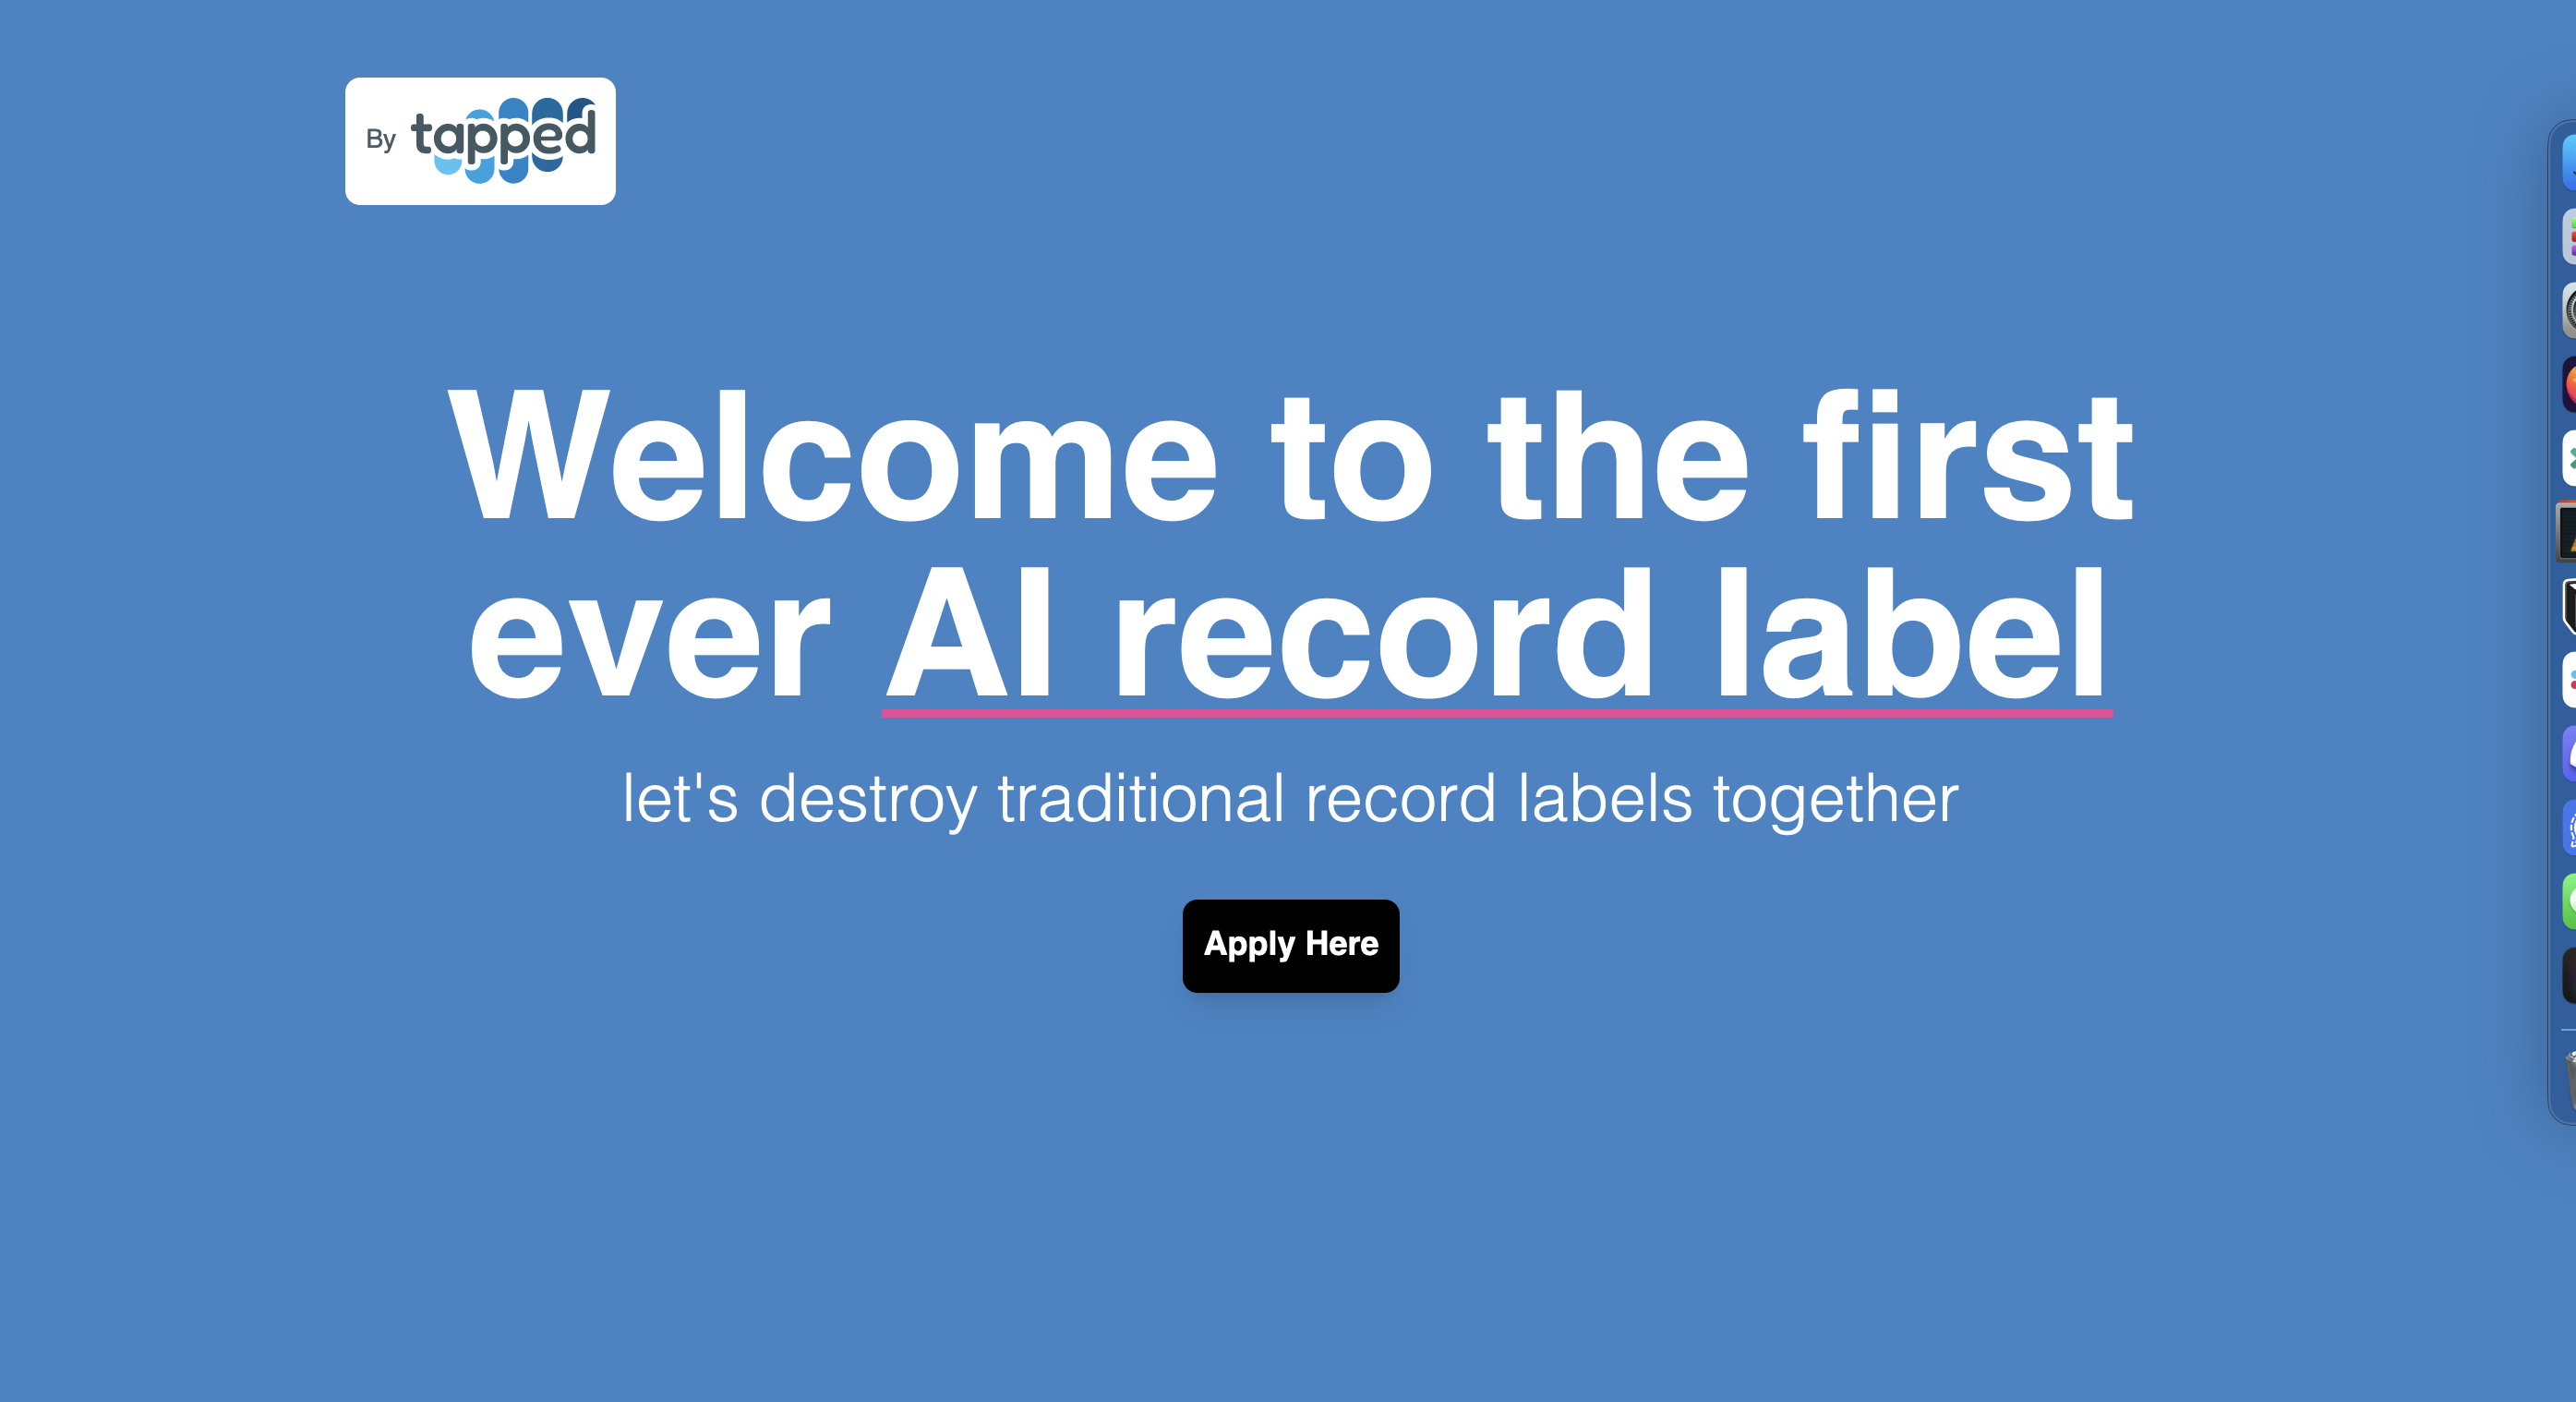 By tapped
Welcome to the first
ever AI record label
let's destroy traditional record labels together
Apply Here